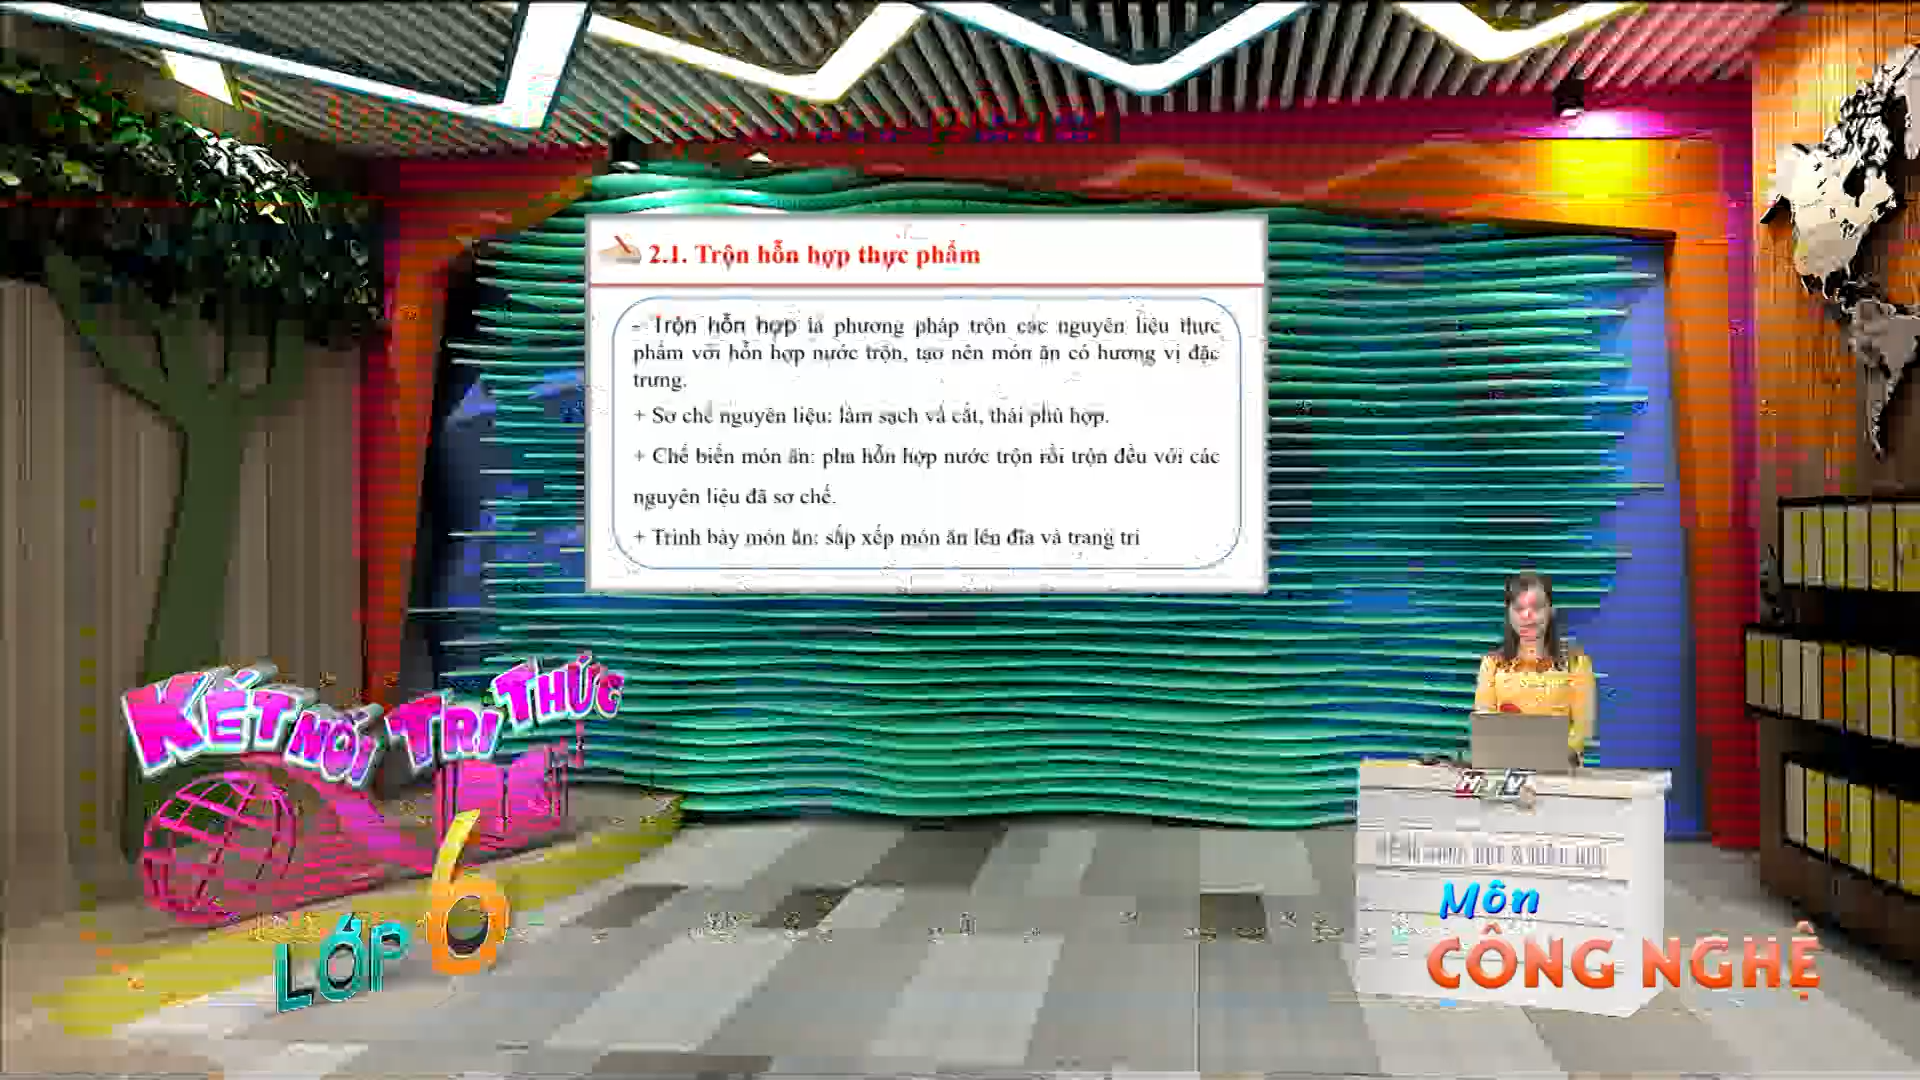 2.1. Trộn hỗn hợp thực phẩm
- Trộn hỗn hợp là phương pháp trộn các nguyên liệu thực
phẩm với hỗn hợp nước trộn, tạo nên món ăn có hương vị đặc
trưng.
+ Sơ chế nguyên liệu: làm sạch và cắt, thái phù hợp.
+ Chế biến món ăn: pha hỗn hợp nước trộn rồi trộn đều với các
nguyên liệu đã sơ chế.
+ Trình bày món ăn: sắp xếp món ăn lên đĩa và trang trí
KẾT NỐI TRI THỨC
LỚP 6
Môn
CÔNG NGHỆ